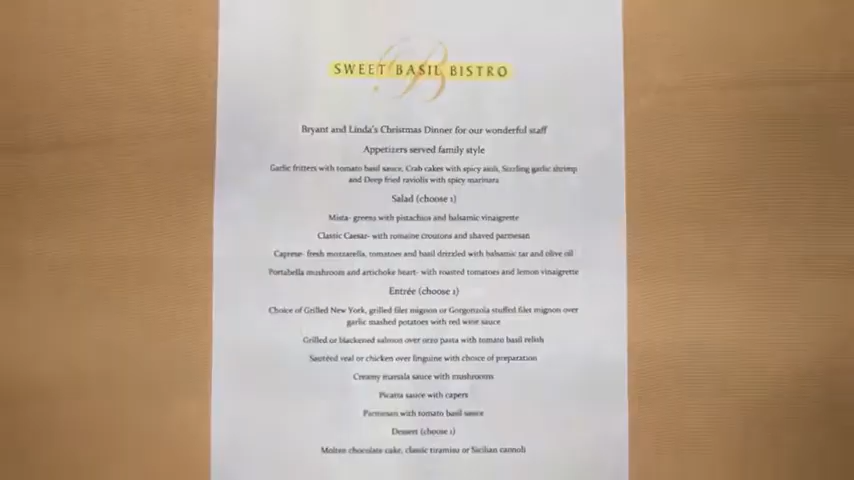 SWEET BASIL BISTRO
Bryant and Linda's Christmas Dinner for our wonderful staff
Appetizers served family style
Garlic fritters with tomato basil sauce, Crab cakes with spicy aioli, Sizzling garlic shrimp
and Deep fried raviolis with spicy marinara
Salad (choose 1)
Mista- greens with pistachios and balsamic vinaigrette
Classic Caesar- with romaine croutons and shaved parmesan
Caprese- fresh mozzarella, tomatoes and basil drizzled with balsamic tar and olive oil
Portabella mushroom and artichoke heart- with roasted tomatoes and lemon vinaigrette
Entrée (choose 1)
Choice of Grilled New York, grilled filet mignon or Gorgonzola stuffed filet mignon over
garlic mashed potatoes with red wine sauce
Grilled or blackened salmon over orzo pasta with tomato basil relish
Sautéed veal or chicken over linguine with choice of preparation
Creamy marsala sauce with mushrooms
Picatta sauce with capers
Parmesan with tomato basil sauce
Dessert (choose 1)
Molten chocolate cake, classic tiramisu or Sicilian cannoli